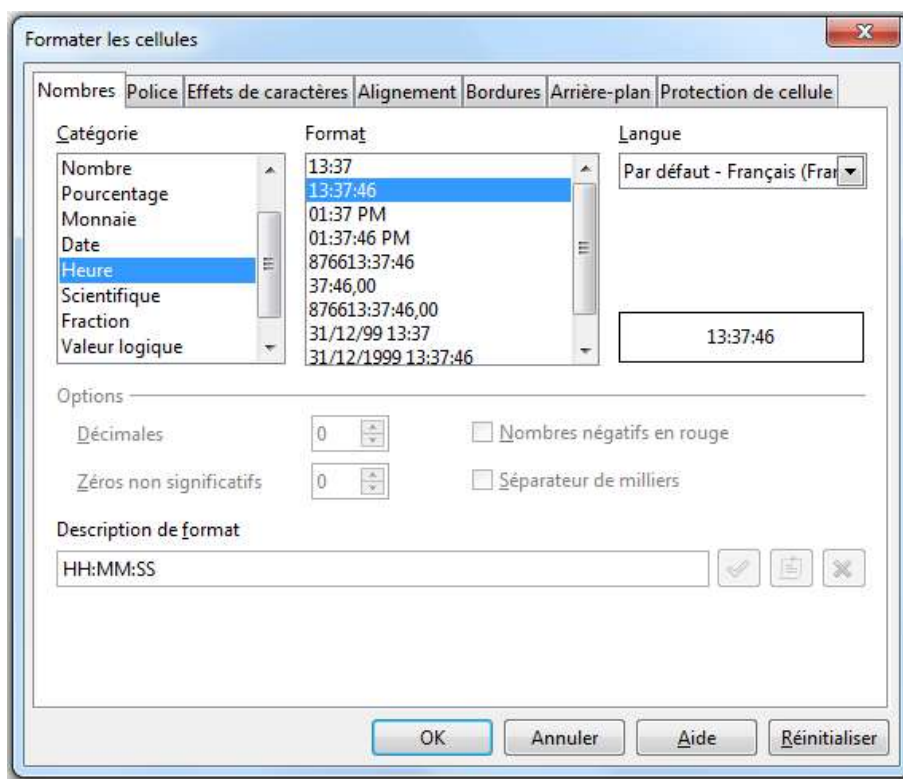 Formater les cellules
Nombres Police Effets de caractères Alignement Bordures Arrière-plan Protection de cellule
Catégorie
Nombre
Pourcentage
Monnaie
Date
Heure
Scientifique
Fraction
Valeur logique
Format
13:37
13:37:46
01:37 PM
01:37:46 PM
876613:37:46
37:46,00
876613:37:46,00
31/12/99 13:37
31/12/1999 13:37:46
Langue
Par défaut - Français (Fran
13:37:46
Options
Décimales 0
Nombres négatifs en rouge
Zéros non significatifs 0
Séparateur de milliers
Description de format
HH:MM:SS
OK Annuler Aide Réinitialiser